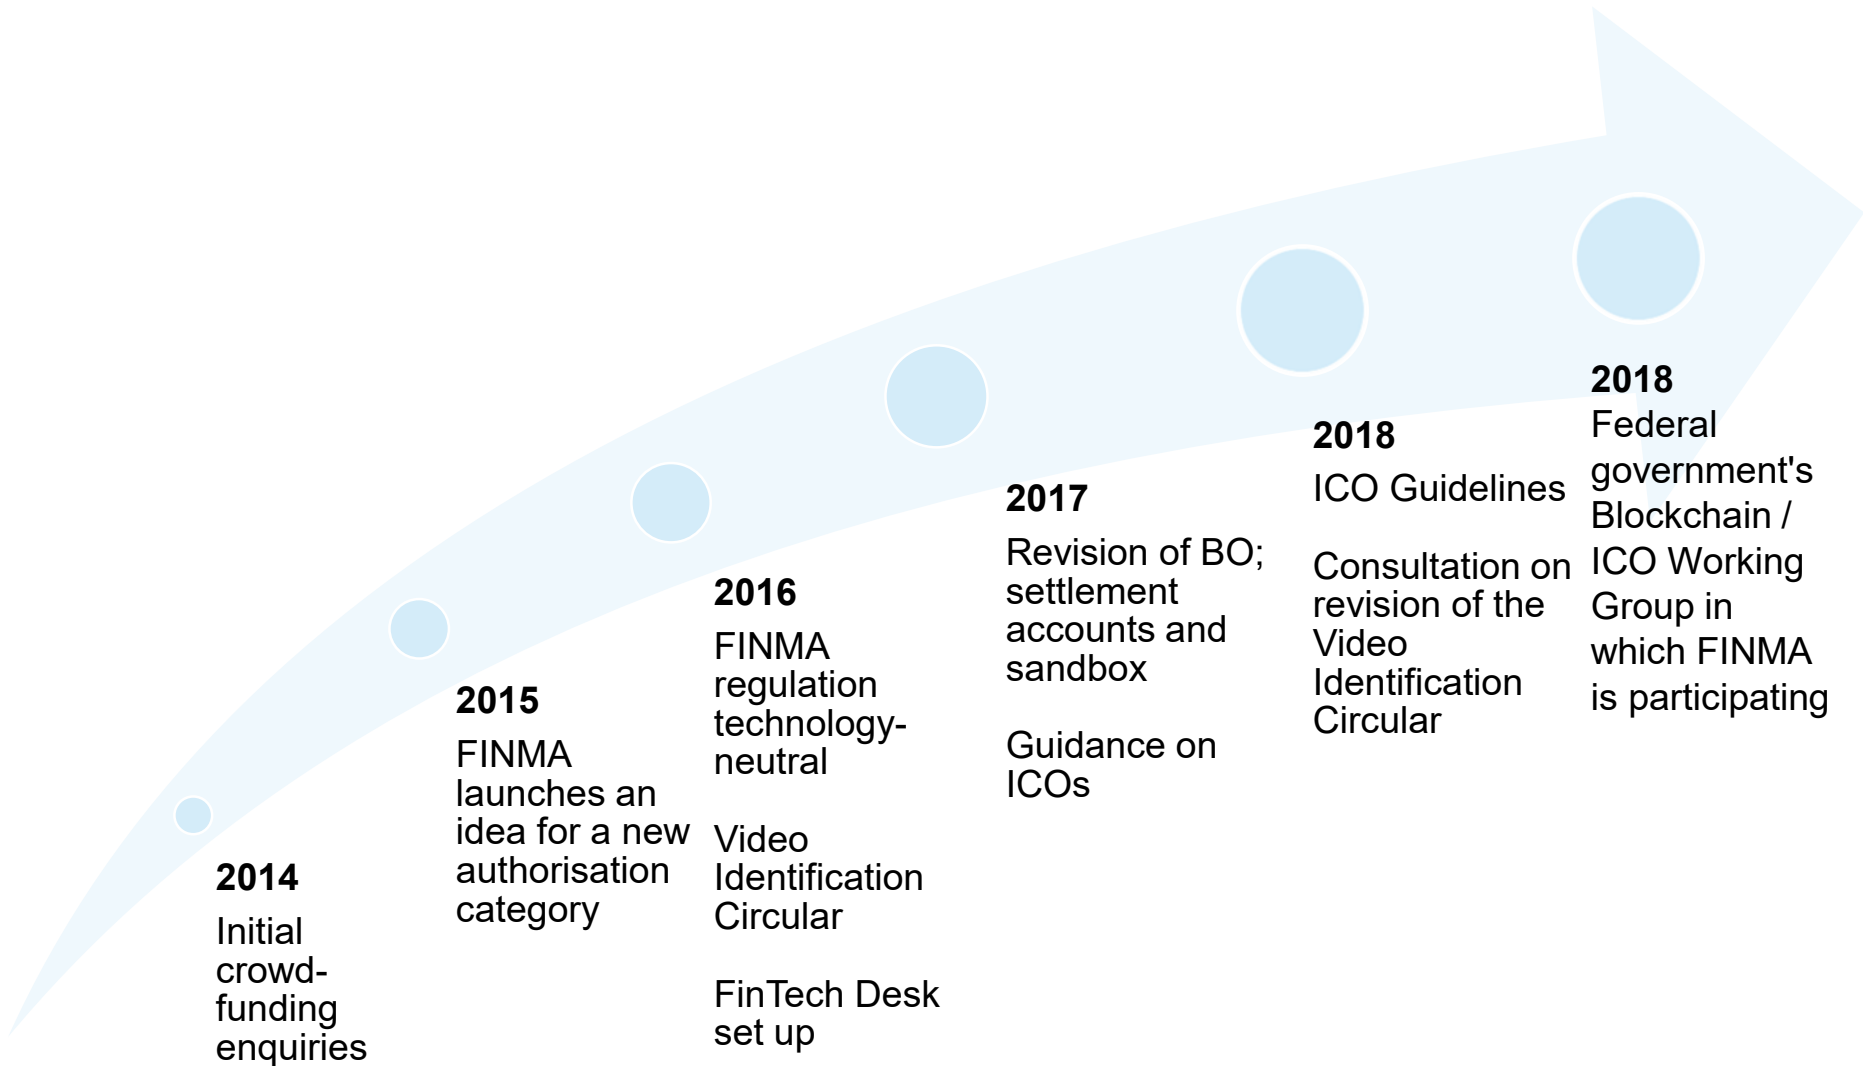 2014
Initial
crowd-
funding
enquiries
2015
FINMA
launches an
idea for a new
authorisation
category
2016
FINMA
regulation
technology-
neutral
Video
Identification
Circular
FinTech Desk
set up
2017
Revision of BO;
settlement
accounts and
sandbox
Guidance on
ICOs
2018
ICO Guidelines
Consultation on
revision of the
Video
Identification
Circular
2018
Federal
government's
Blockchain /
ICO Working
Group in
which FINMA
is participating